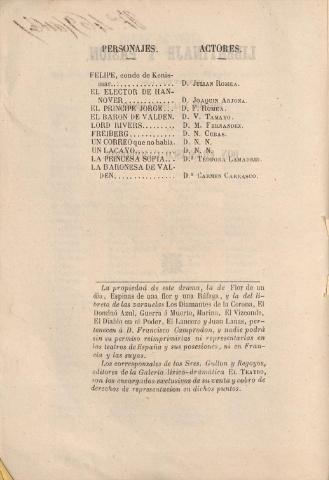 PERSONAJES. ACTORES.
FELIPE, conde de Konis-
mar................ D. JULIAN ROMEA.
EL ELECTOR DE HAN-
NOVER............. D. JOAQUIN ARJONA.
EL PRINCIPE JORGE... D. F. ROMEA.
EL BARON DE VALDEN. D. V. TAMAYO.
LORD RIVERS........ D. M. FERNANDEZ.
FREIBERG............ D. N. CUBAS.
UN CORREO que no habla. D. N. N.
UN LACAYO.......... D. N. N.
LA PRINCESA SOFIA... D.ª TEODORA LAMADRID.
LA BARONESA DE VAL-
DEN,............... D.ª CARMEN CARRASCO.
La propiedad de este drama, la de Flor de un
dia, Espinas de una flor y una Ráfaga, y la del li-
breto de las zarzuelas Los Diamantes de la Corona, El
Dominó Azul, Guerra á Muerte, Marina, El Vizconde,
El Diablo en el Poder, El Lancero y Juan Lanas, per-
tenecen á D. Francisco Camprodon, y nadie podrá
sin su permiso reimprimirlas ni representarlas en
los teatros de España y sus posesiones, ni en Fran-
cia y las suyas.
Los corresponsales de los Sres. Gullon y Regoyos,
editores de la Galería lírico-dramática EL TEATRO,
son los encargados exclusivos de su venta y cobro de
derechos de representacion en dichos puntos.